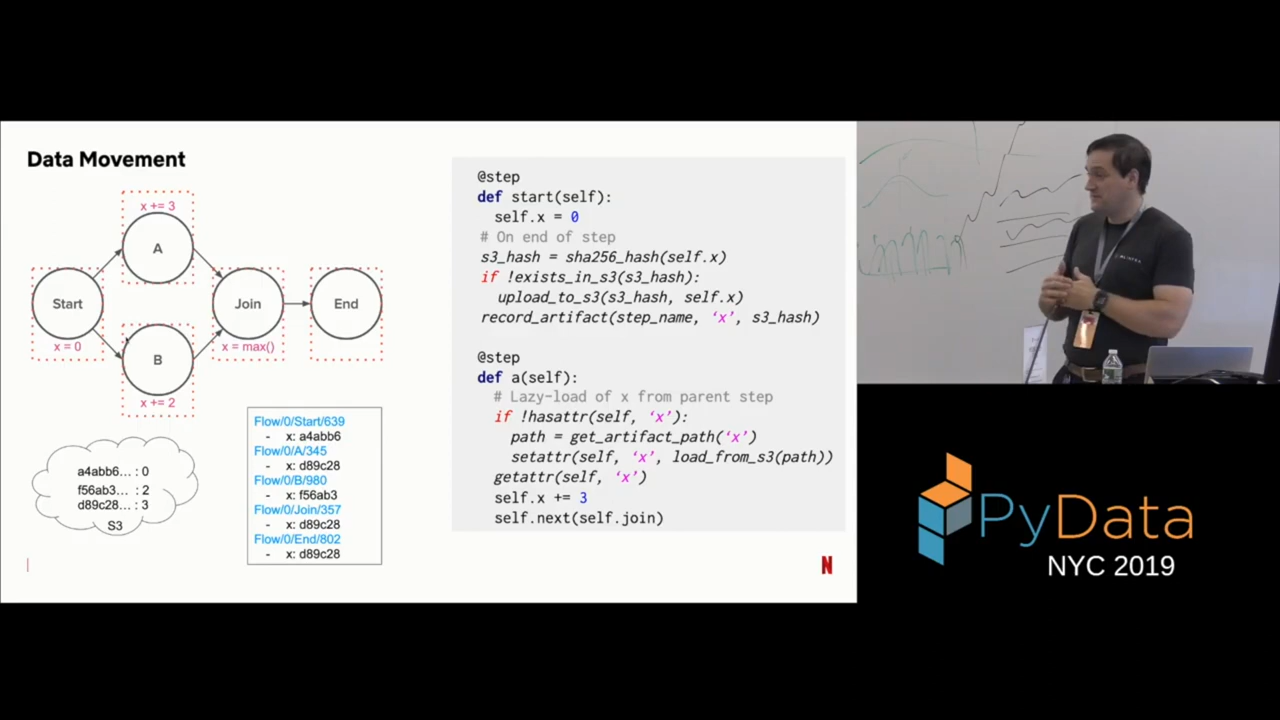 Data Movement
x += 3
A
Start
x = 0
B
x += 2
Join
x = max()
End
a4abb6... : 0
f56ab3... : 2
d89c28... : 3
S3
Flow/0/Start/639
- x: a4abb6
Flow/0/A/345
- x: d89c28
Flow/0/B/980
- x: f56ab3
Flow/0/Join/357
- x: d89c28
Flow/0/End/802
- x: d89c28
@step
def start(self):
self.x = 0
# On end of step
s3_hash = sha256_hash(self.x)
if !exists_in_s3(s3_hash):
upload_to_s3(s3_hash, self.x)
record_artifact(step_name, ‘x’, s3_hash)
@step
def a(self):
# Lazy-load of x from parent step
if !hasattr(self, ‘x’):
path = get_artifact_path(‘x’)
setattr(self, ‘x’, load_from_s3(path))
getattr(self, ‘x’)
self.x += 3
self.next(self.join)
N
PyData
NYC 2019